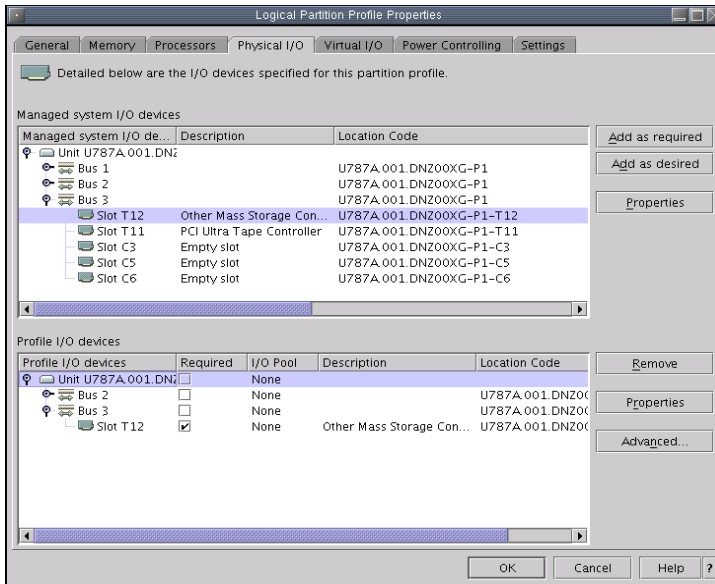 Logical Partition Profile Properties
General Memory Processors Physical I/O Virtual I/O Power Controlling Settings
Detailed below are the I/O devices specified for this partition profile.
Managed system I/O devices
Managed system I/O de... Description Location Code
Unit U787A.001.DNZ
Bus 1 U787A.001.DNZ00XG-P1
Bus 2 U787A.001.DNZ00XG-P1
Bus 3 U787A.001.DNZ00XG-P1
Slot T12 Other Mass Storage Con... U787A.001.DNZ00XG-P1-T12
Slot T11 PCI Ultra Tape Controller U787A.001.DNZ00XG-P1-T11
Slot C3 Empty slot U787A.001.DNZ00XG-P1-C3
Slot C5 Empty slot U787A.001.DNZ00XG-P1-C5
Slot C6 Empty slot U787A.001.DNZ00XG-P1-C6
Add as required
Add as desired
Properties
Profile I/O devices
Profile I/O devices Required I/O Pool Description Location Code
Unit U787A.001.DNZ None
Bus 2 None U787A.001.DNZ0
Bus 3 None U787A.001.DNZ0
Slot T12 None Other Mass Storage Con... U787A.001.DNZ0
Remove
Properties
Advanced...
OK Cancel Help ?